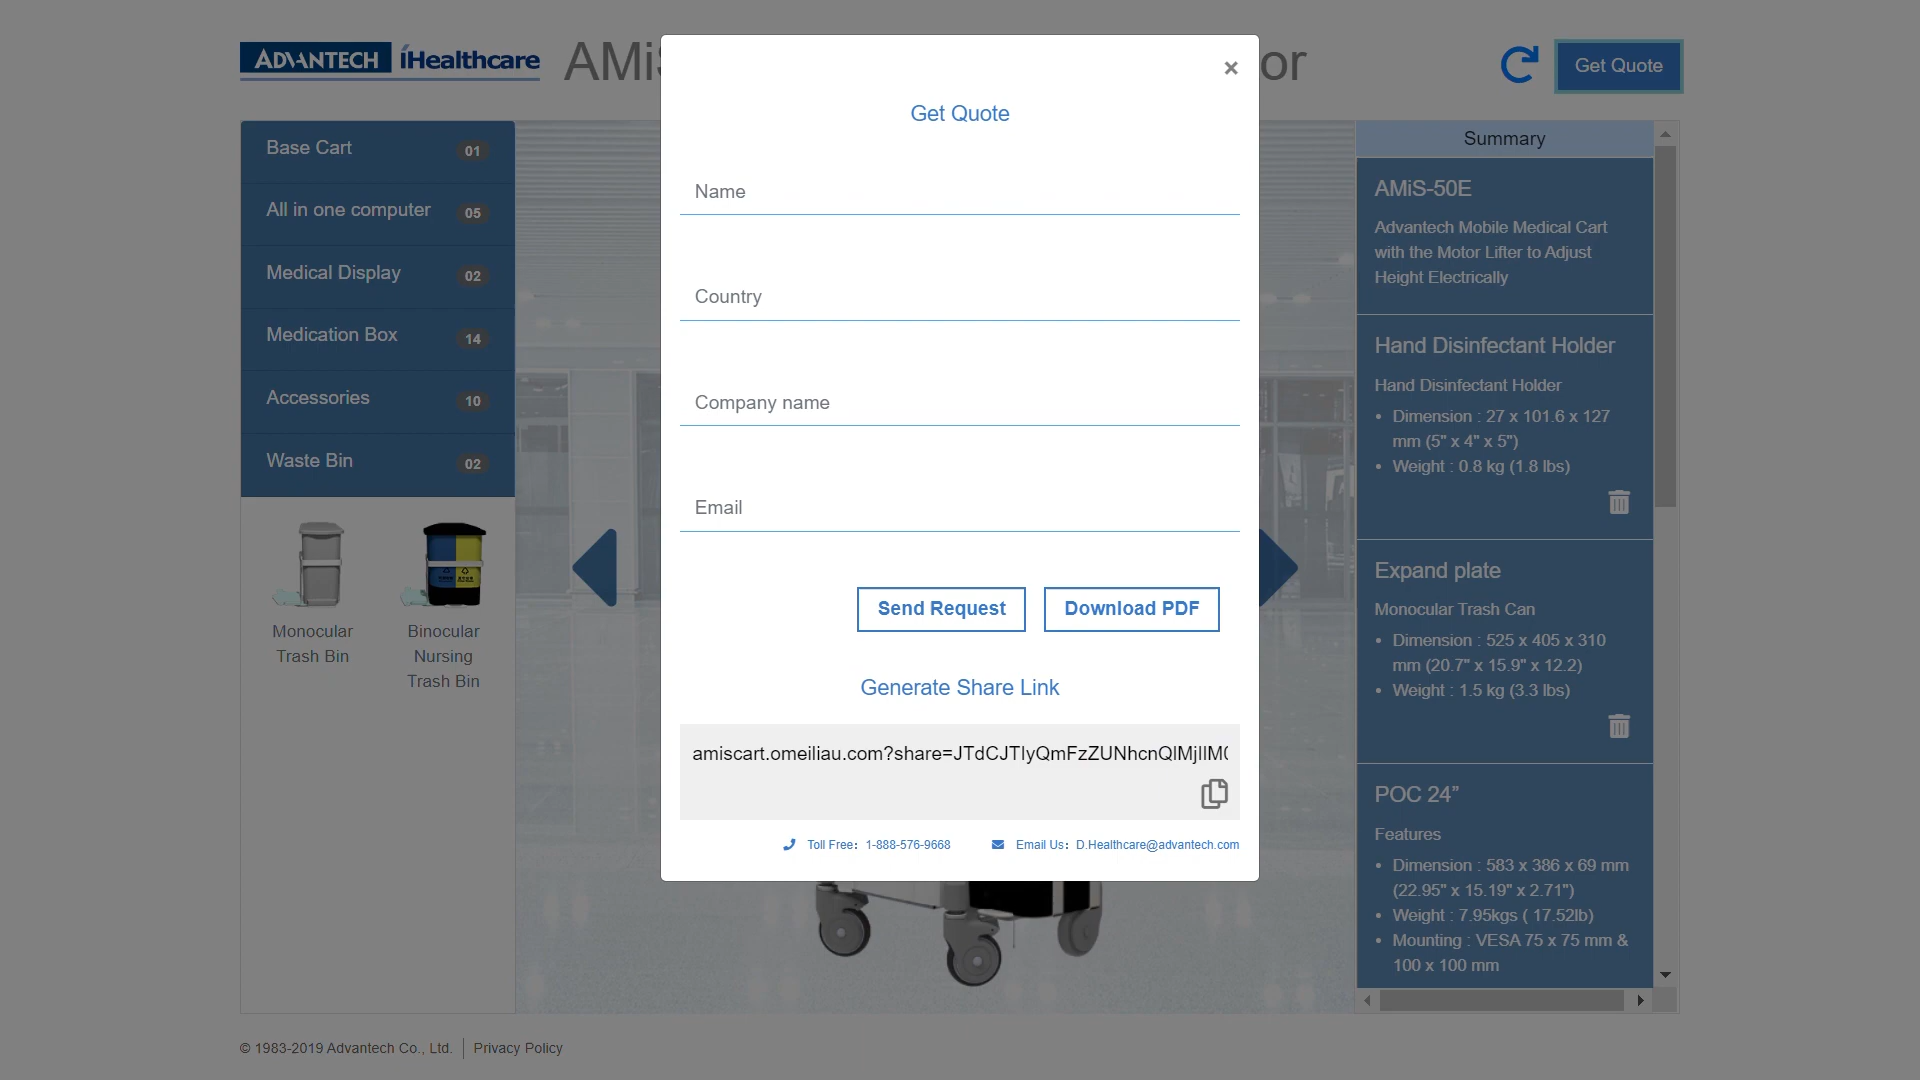 ADVANTECH iHealthcare
AMiS
or
Get Quote
Base Cart 01
All in one computer 05
Medical Display 02
Medication Box 14
Accessories 10
Waste Bin 02
Monocular
Trash Bin
Binocular
Nursing
Trash Bin
×
Get Quote
Name
Country
Company name
Email
Send Request
Download PDF
Generate Share Link
Toll Free：1-888-576-9668
Email Us：D.Healthcare@advantech.com
Summary
AMiS-50E
Advantech Mobile Medical Cart
with the Motor Lifter to Adjust
Height Electrically
Hand Disinfectant Holder
Hand Disinfectant Holder
• Dimension : 27 x 101.6 x 127
mm (5" x 4" x 5")
• Weight : 0.8 kg (1.8 lbs)
Expand plate
Monocular Trash Can
• Dimension : 525 x 405 x 310
mm (20.7" x 15.9" x 12.2)
• Weight : 1.5 kg (3.3 lbs)
POC 24”
Features
• Dimension : 583 x 386 x 69 mm
(22.95" x 15.19" x 2.71")
• Weight : 7.95kgs ( 17.52lb)
• Mounting : VESA 75 x 75 mm &
100 x 100 mm
© 1983-2019 Advantech Co., Ltd. | Privacy Policy